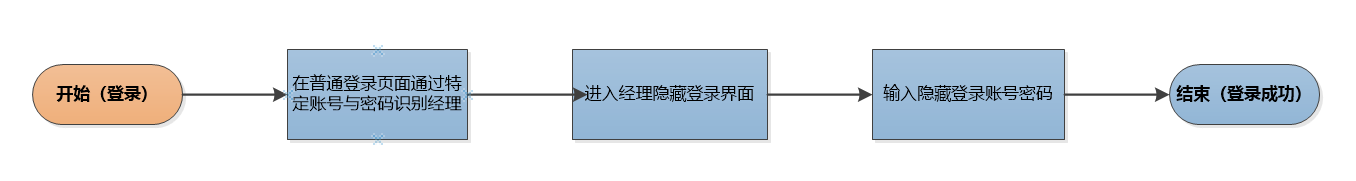 开始（登录）
在普通登录页面通过特
定账号与密码识别经理
进入经理隐藏登录界面
输入隐藏登录账号密码
结束（登录成功）